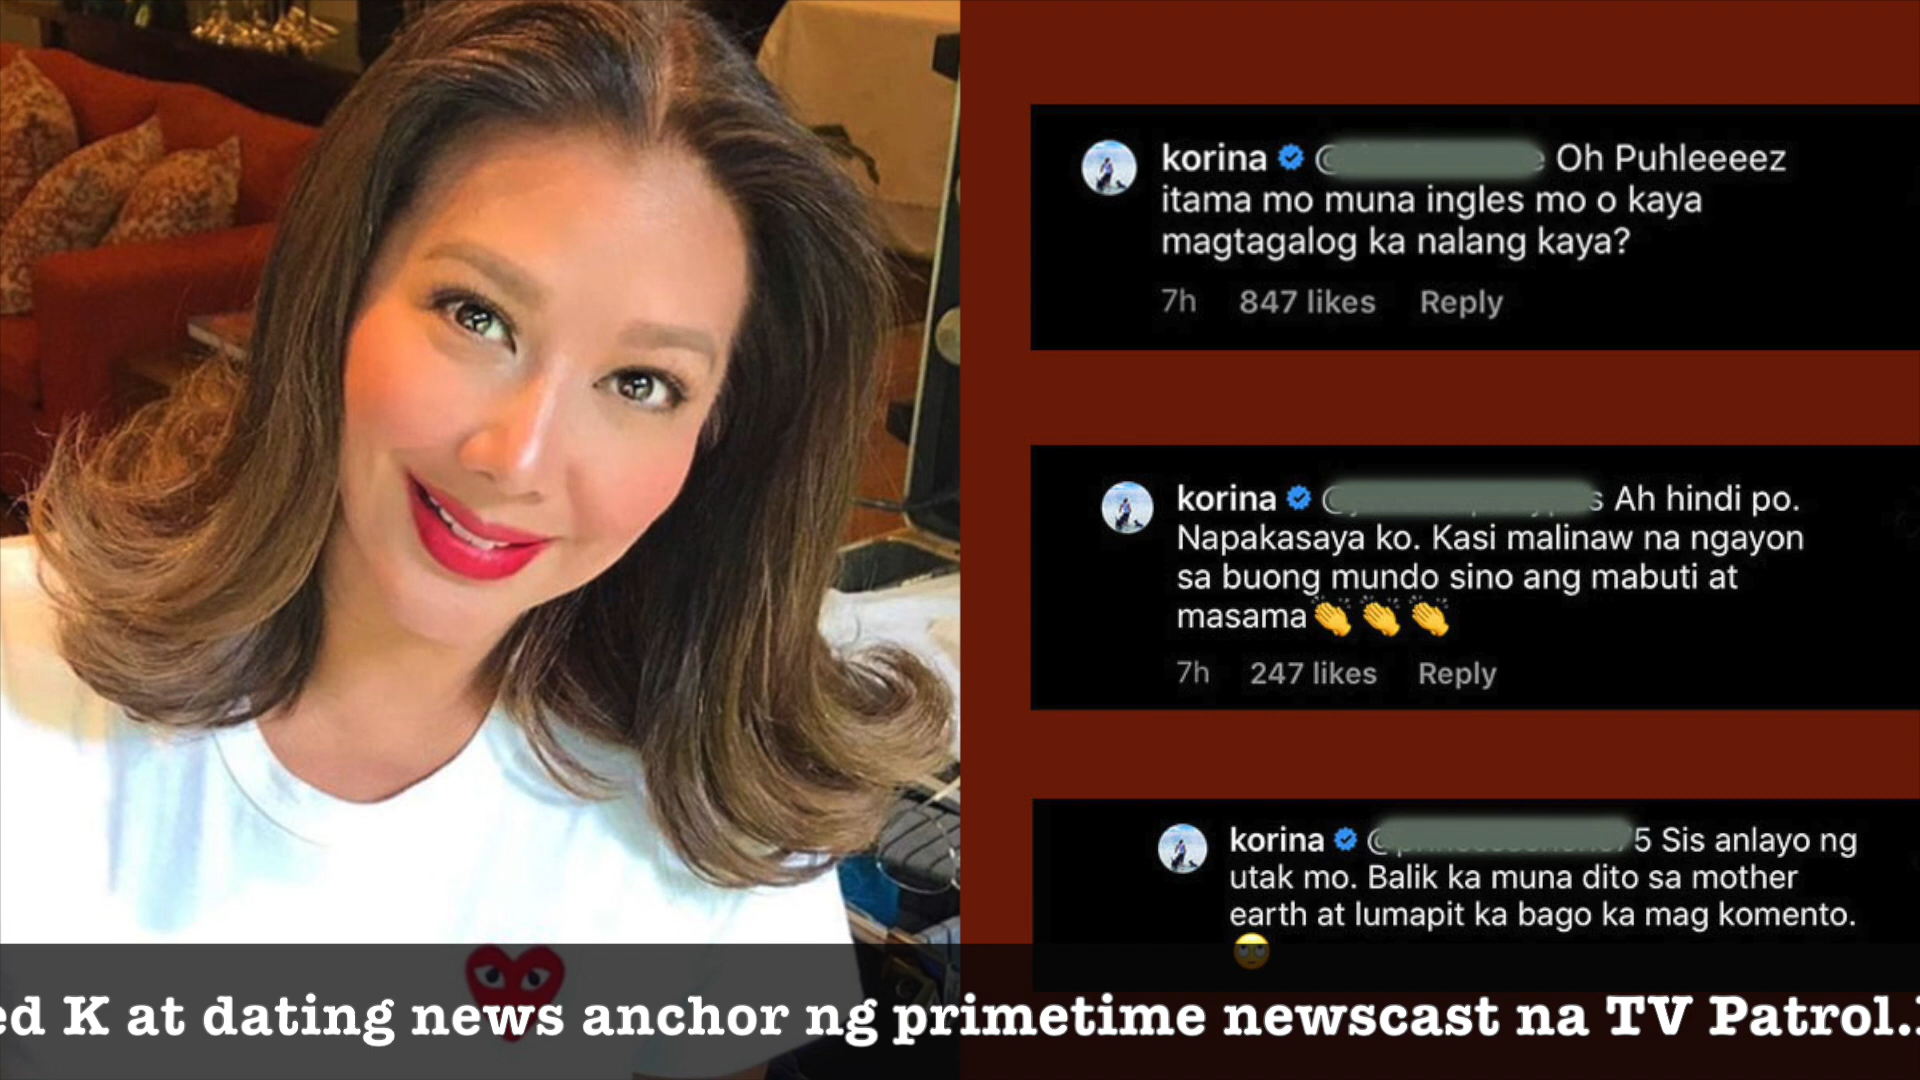 korina Oh Puhleeeez
itama mo muna ingles mo o kaya
magtagalog ka nalang kaya?
7h 847 likes Reply
korina Ah hindi po.
Napakasaya ko. Kasi malinaw na ngayon
sa buong mundo sino ang mabuti at
masama👏👏👏
7h 247 likes Reply
korina Sis anlayo ng
utak mo. Balik ka muna dito sa mother
earth at lumapit ka bago ka mag komento.
🙄
K at dating news anchor ng primetime newscast na TV Patrol.